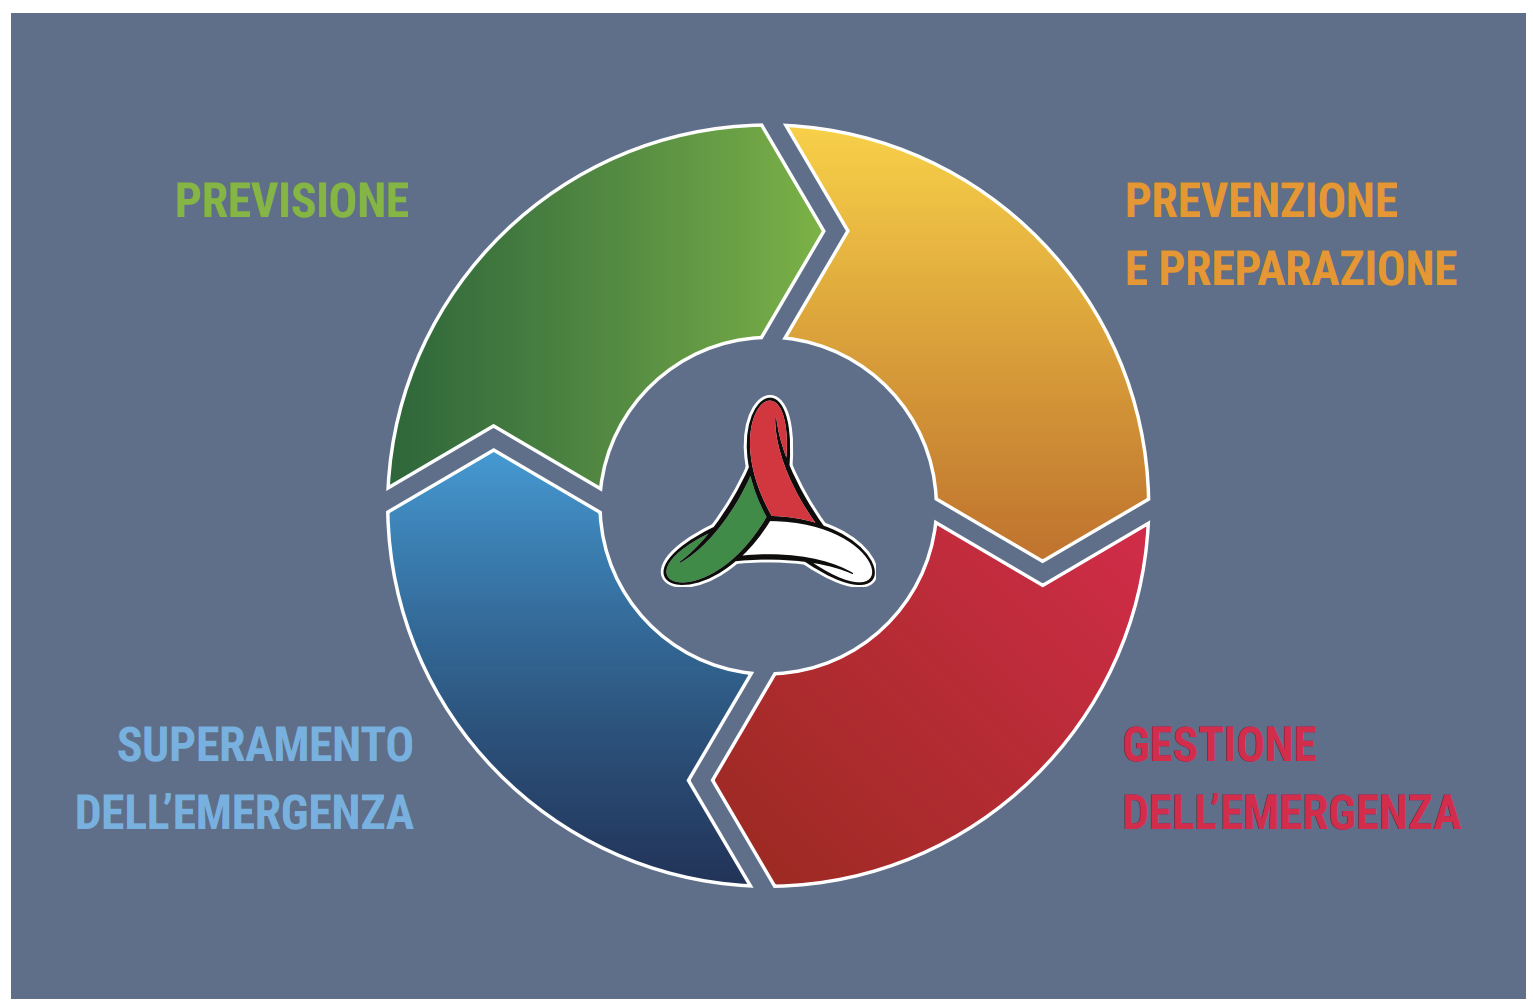 PREVISIONE
PREVENZIONE
E PREPARAZIONE
SUPERAMENTO
DELL’EMERGENZA
GESTIONE
DELL’EMERGENZA